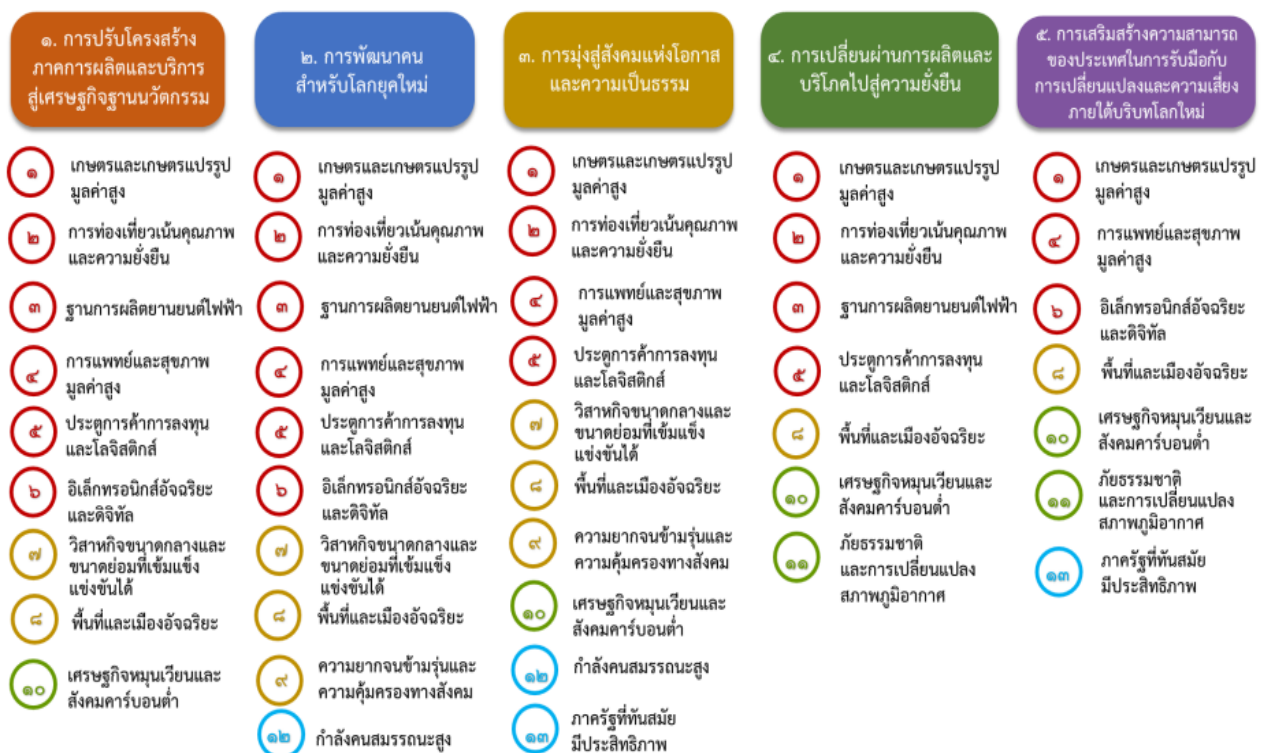 ๑. การปรับโครงสร้าง
ภาคการผลิตและบริการ
สู่เศรษฐกิจฐานนวัตกรรม
๑
เกษตรและเกษตรแปรรูป
มูลค่าสูง
๒
การท่องเที่ยวเน้นคุณภาพ
และความยั่งยืน
๓
ฐานการผลิตยานยนต์ไฟฟ้า
๔
การแพทย์และสุขภาพ
มูลค่าสูง
๕
ประตูการค้าการลงทุน
และโลจิสติกส์
๖
อิเล็กทรอนิกส์อัจฉริยะ
และดิจิทัล
๗
วิสาหกิจขนาดกลางและ
ขนาดย่อมที่เข้มแข็ง
แข่งขันได้
๘
พื้นที่และเมืองอัจฉริยะ
๑๐
เศรษฐกิจหมุนเวียนและ
สังคมคาร์บอนต่ำ
๒. การพัฒนาคน
สำหรับโลกยุคใหม่
๑
เกษตรและเกษตรแปรรูป
มูลค่าสูง
๒
การท่องเที่ยวเน้นคุณภาพ
และความยั่งยืน
๓
ฐานการผลิตยานยนต์ไฟฟ้า
๔
การแพทย์และสุขภาพ
มูลค่าสูง
๕
ประตูการค้าการลงทุน
และโลจิสติกส์
๖
อิเล็กทรอนิกส์อัจฉริยะ
และดิจิทัล
๗
วิสาหกิจขนาดกลางและ
ขนาดย่อมที่เข้มแข็ง
แข่งขันได้
๘
พื้นที่และเมืองอัจฉริยะ
๙
ความยากจนข้ามรุ่นและ
ความคุ้มครองทางสังคม
๑๒
กำลังคนสมรรถนะสูง
๓. การมุ่งสู่สังคมแห่งโอกาส
และความเป็นธรรม
๑
เกษตรและเกษตรแปรรูป
มูลค่าสูง
๒
การท่องเที่ยวเน้นคุณภาพ
และความยั่งยืน
๔
การแพทย์และสุขภาพ
มูลค่าสูง
๕
ประตูการค้าการลงทุน
และโลจิสติกส์
๗
วิสาหกิจขนาดกลางและ
ขนาดย่อมที่เข้มแข็ง
แข่งขันได้
๘
พื้นที่และเมืองอัจฉริยะ
๙
ความยากจนข้ามรุ่นและ
ความคุ้มครองทางสังคม
๑๐
เศรษฐกิจหมุนเวียนและ
สังคมคาร์บอนต่ำ
๑๒
กำลังคนสมรรถนะสูง
๑๓
ภาครัฐที่ทันสมัย
มีประสิทธิภาพ
๔. การเปลี่ยนผ่านการผลิตและ
บริโภคไปสู่ความยั่งยืน
๑
เกษตรและเกษตรแปรรูป
มูลค่าสูง
๒
การท่องเที่ยวเน้นคุณภาพ
และความยั่งยืน
๓
ฐานการผลิตยานยนต์ไฟฟ้า
๕
ประตูการค้าการลงทุน
และโลจิสติกส์
๘
พื้นที่และเมืองอัจฉริยะ
๑๐
เศรษฐกิจหมุนเวียนและ
สังคมคาร์บอนต่ำ
๑๑
ภัยธรรมชาติ
และการเปลี่ยนแปลง
สภาพภูมิอากาศ
๕. การเสริมสร้างความสามารถ
ของประเทศในการรับมือกับ
การเปลี่ยนแปลงและความเสี่ยง
ภายใต้บริบทโลกใหม่
๑
เกษตรและเกษตรแปรรูป
มูลค่าสูง
๔
การแพทย์และสุขภาพ
มูลค่าสูง
๖
อิเล็กทรอนิกส์อัจฉริยะ
และดิจิทัล
๘
พื้นที่และเมืองอัจฉริยะ
๑๐
เศรษฐกิจหมุนเวียนและ
สังคมคาร์บอนต่ำ
๑๑
ภัยธรรมชาติ
และการเปลี่ยนแปลง
สภาพภูมิอากาศ
๑๓
ภาครัฐที่ทันสมัย
มีประสิทธิภาพ